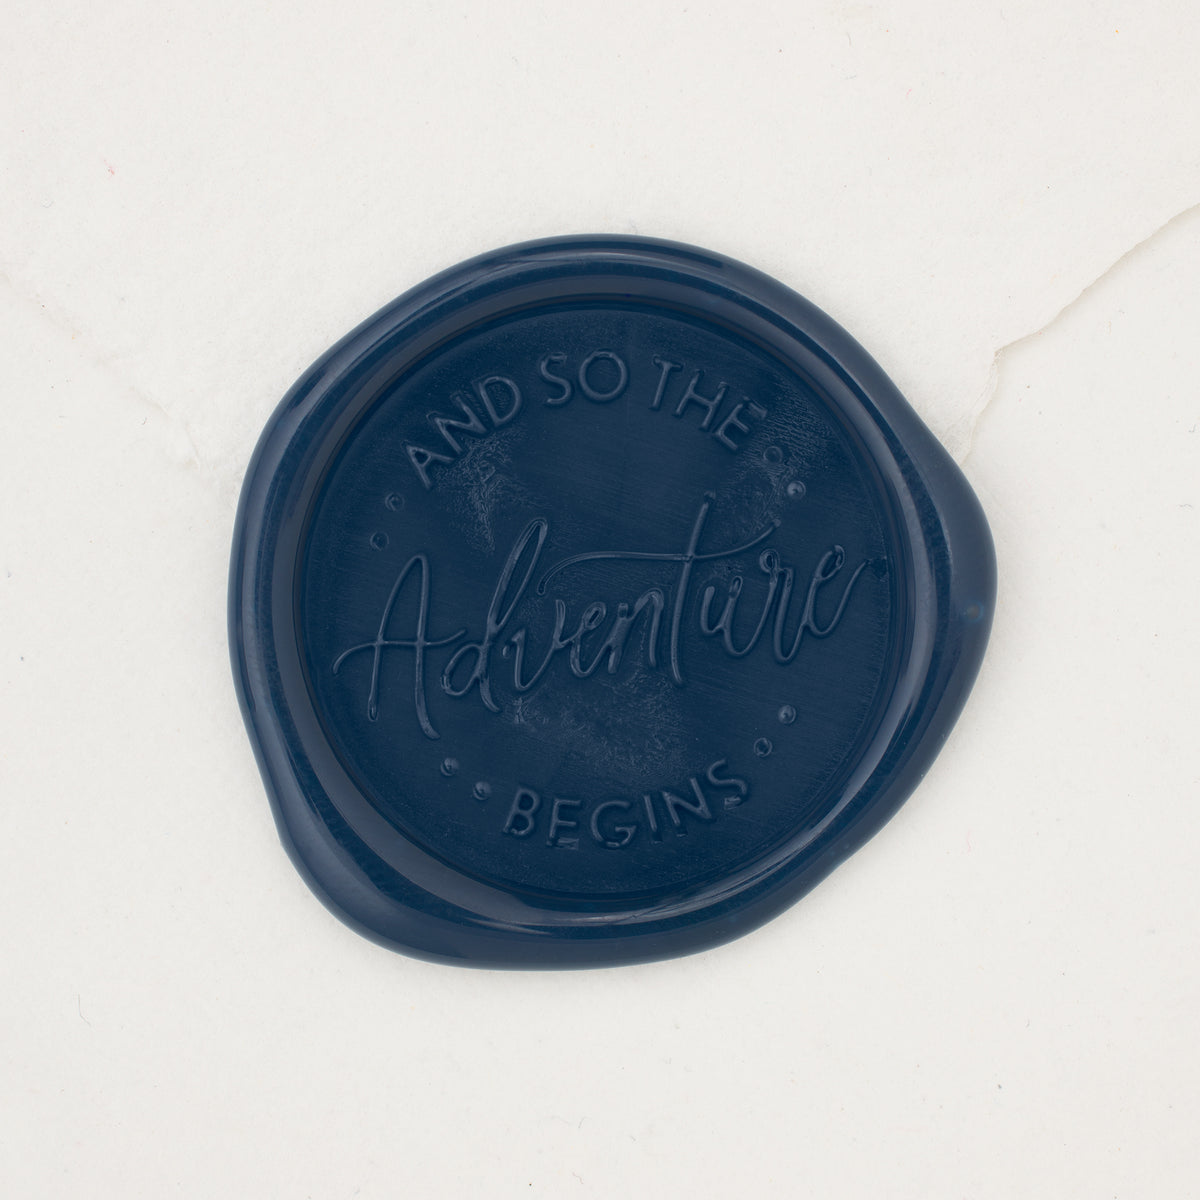 AND SO THE
Adventure
BEGINS